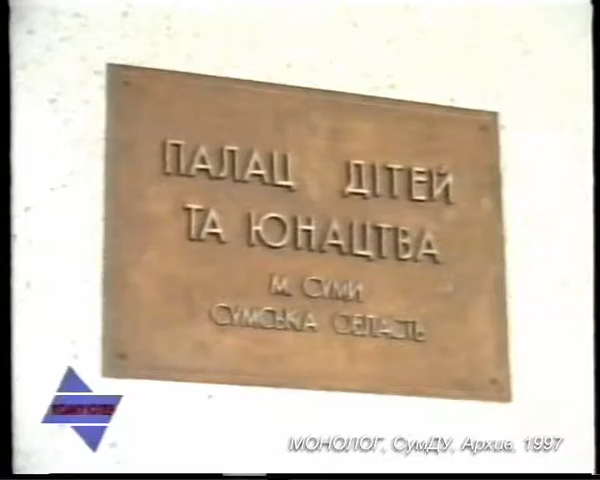 ПАЛАЦ ДІТЕЙ
ТА ЮНАЦТВА
М. СУМИ
СУМСЬКА ОБЛАСТЬ
МОНОЛОГ, СумДУ, Архив, 1997